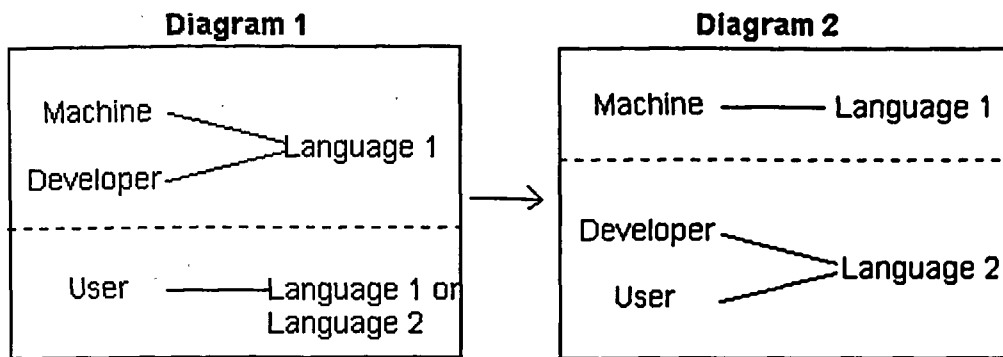 Diagram 1
Machine
Language 1
Developer
User
Language 1 or
Language 2
Diagram 2
Machine
Language 1
Developer
Language 2
User